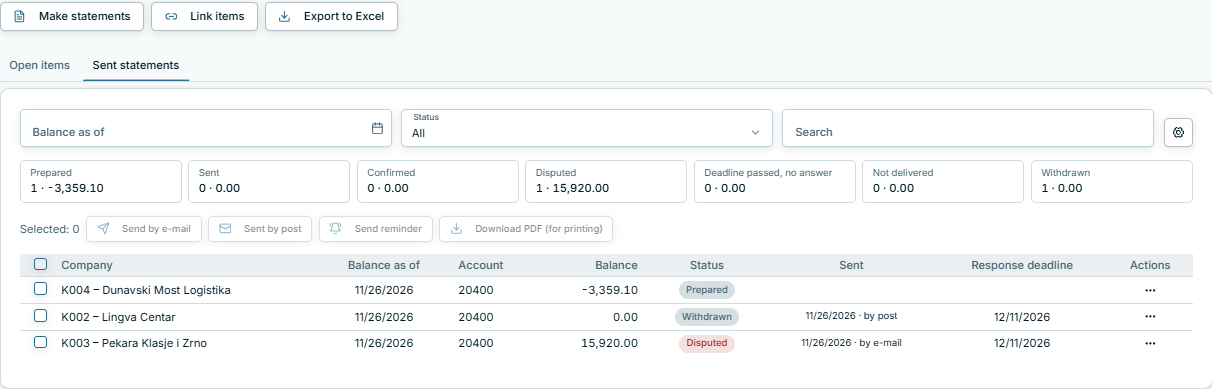 Make statements Link items Export to Excel
Open items Sent statements
Balance as of Status All Search
Prepared Sent Confirmed Disputed Deadline passed, no answer Not delivered Withdrawn
1 · -3,359.10 0 · 0.00 0 · 0.00 1 · 15,920.00 0 · 0.00 0 · 0.00 1 · 0.00
Selected: 0 Send by e-mail Sent by post Send reminder Download PDF (for printing)
Company Balance as of Account Balance Status Sent Response deadline Actions
K004 – Dunavski Most Logistika 11/26/2026 20400 -3,359.10 Prepared ...
K002 – Lingva Centar 11/26/2026 20400 0.00 Withdrawn 11/26/2026 · by post 12/11/2026 ...
K003 – Pekara Klasje i Zrno 11/26/2026 20400 15,920.00 Disputed 11/26/2026 · by e-mail 12/11/2026 ...